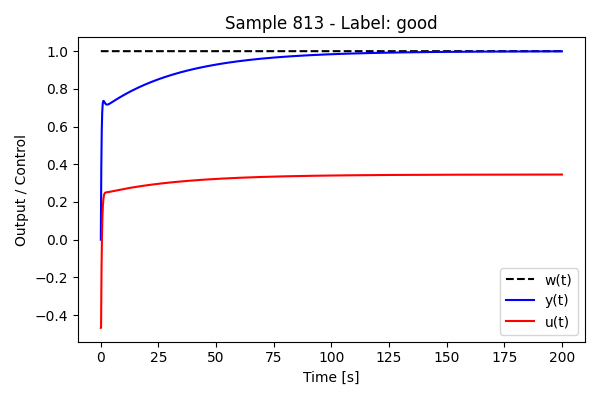 Sample 813 - Label: good
Output / Control
1.0
0.8
0.6
0.4
0.2
0.0
−0.2
−0.4
w(t)
y(t)
u(t)
0 25 50 75 100 125 150 175 200
Time [s]